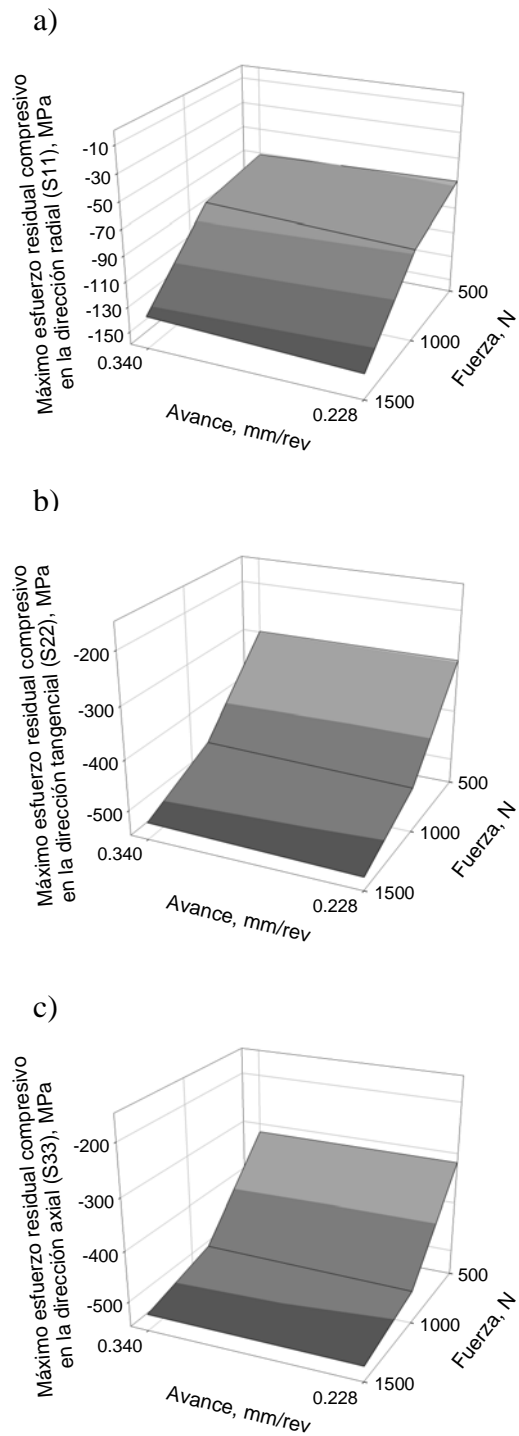 a)
Máximo esfuerzo residual compresivo
en la dirección radial (S11), MPa
-10
-30
-50
-70
-90
-110
-130
-150
0.340
Avance, mm/rev
0.228
500
1000
1500
Fuerza, N
b)
Máximo esfuerzo residual compresivo
en la dirección tangencial (S22), MPa
-200
-300
-400
-500
0.340
Avance, mm/rev
0.228
500
1000
1500
Fuerza, N
c)
Máximo esfuerzo residual compresivo
en la dirección axial (S33), MPa
-200
-300
-400
-500
0.340
Avance, mm/rev
0.228
500
1000
1500
Fuerza, N